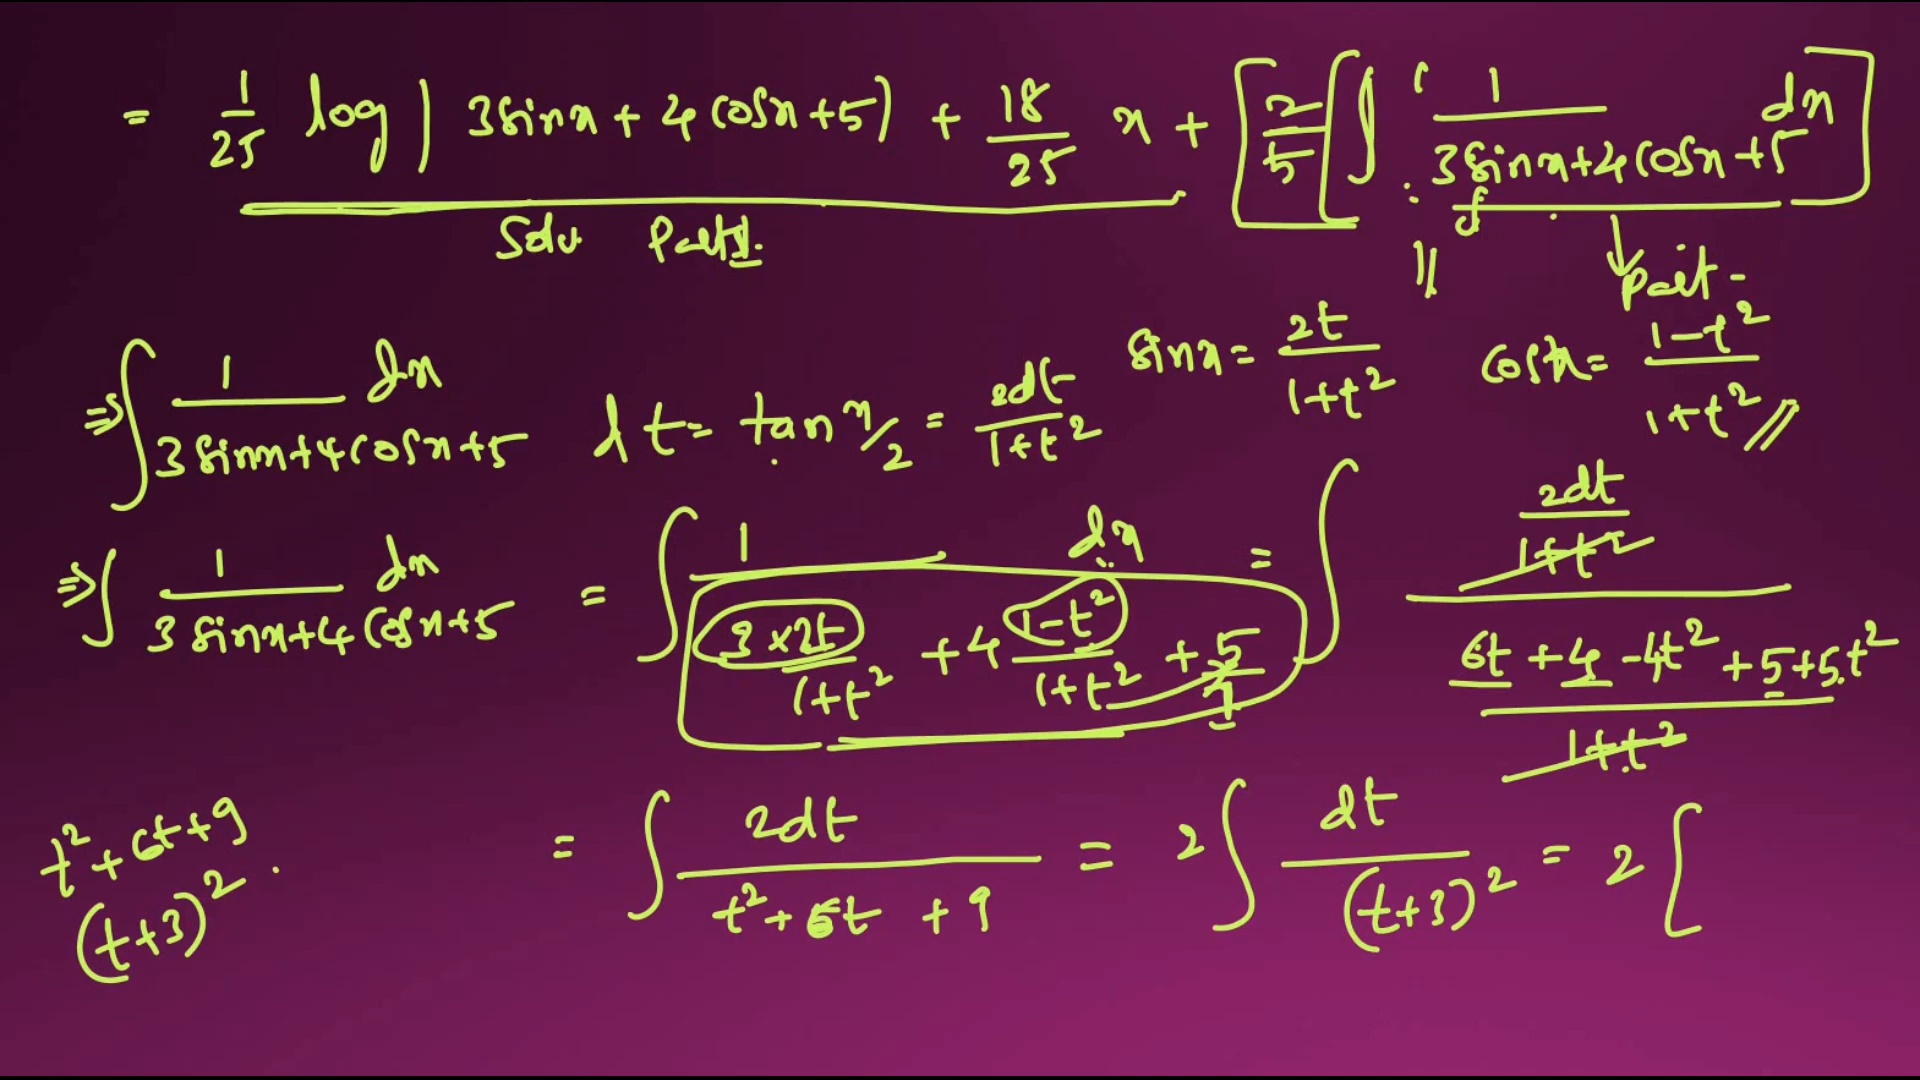 = 1/25 log | 3sinx + 4cosx + 5) + 18/25 x + [2/5 [∫ 1/(3sinx + 4cosx + 5) dx]
Part -
⇒ ∫ 1/(3sinx + 4cosx + 5) dx t = tan x/2 = 2dt/(1+t²) sinx = 2t/(1+t²) cosx = (1-t²)/(1+t²) //
⇒ ∫ 1/(3sinx + 4cosx + 5) dx = ∫ 1 dx/(3×2t/(1+t²) + 4 (1-t²)/(1+t²) + 5/1) = ∫ (2dt/(1+t²))/((6t + 4 - 4t² + 5 + 5t²)/(1+t²))
t² + 6t + 9
(t+3)² .
= ∫ 2dt/(t² + 6t + 9) = 2 ∫ dt/(t+3)² = 2 [